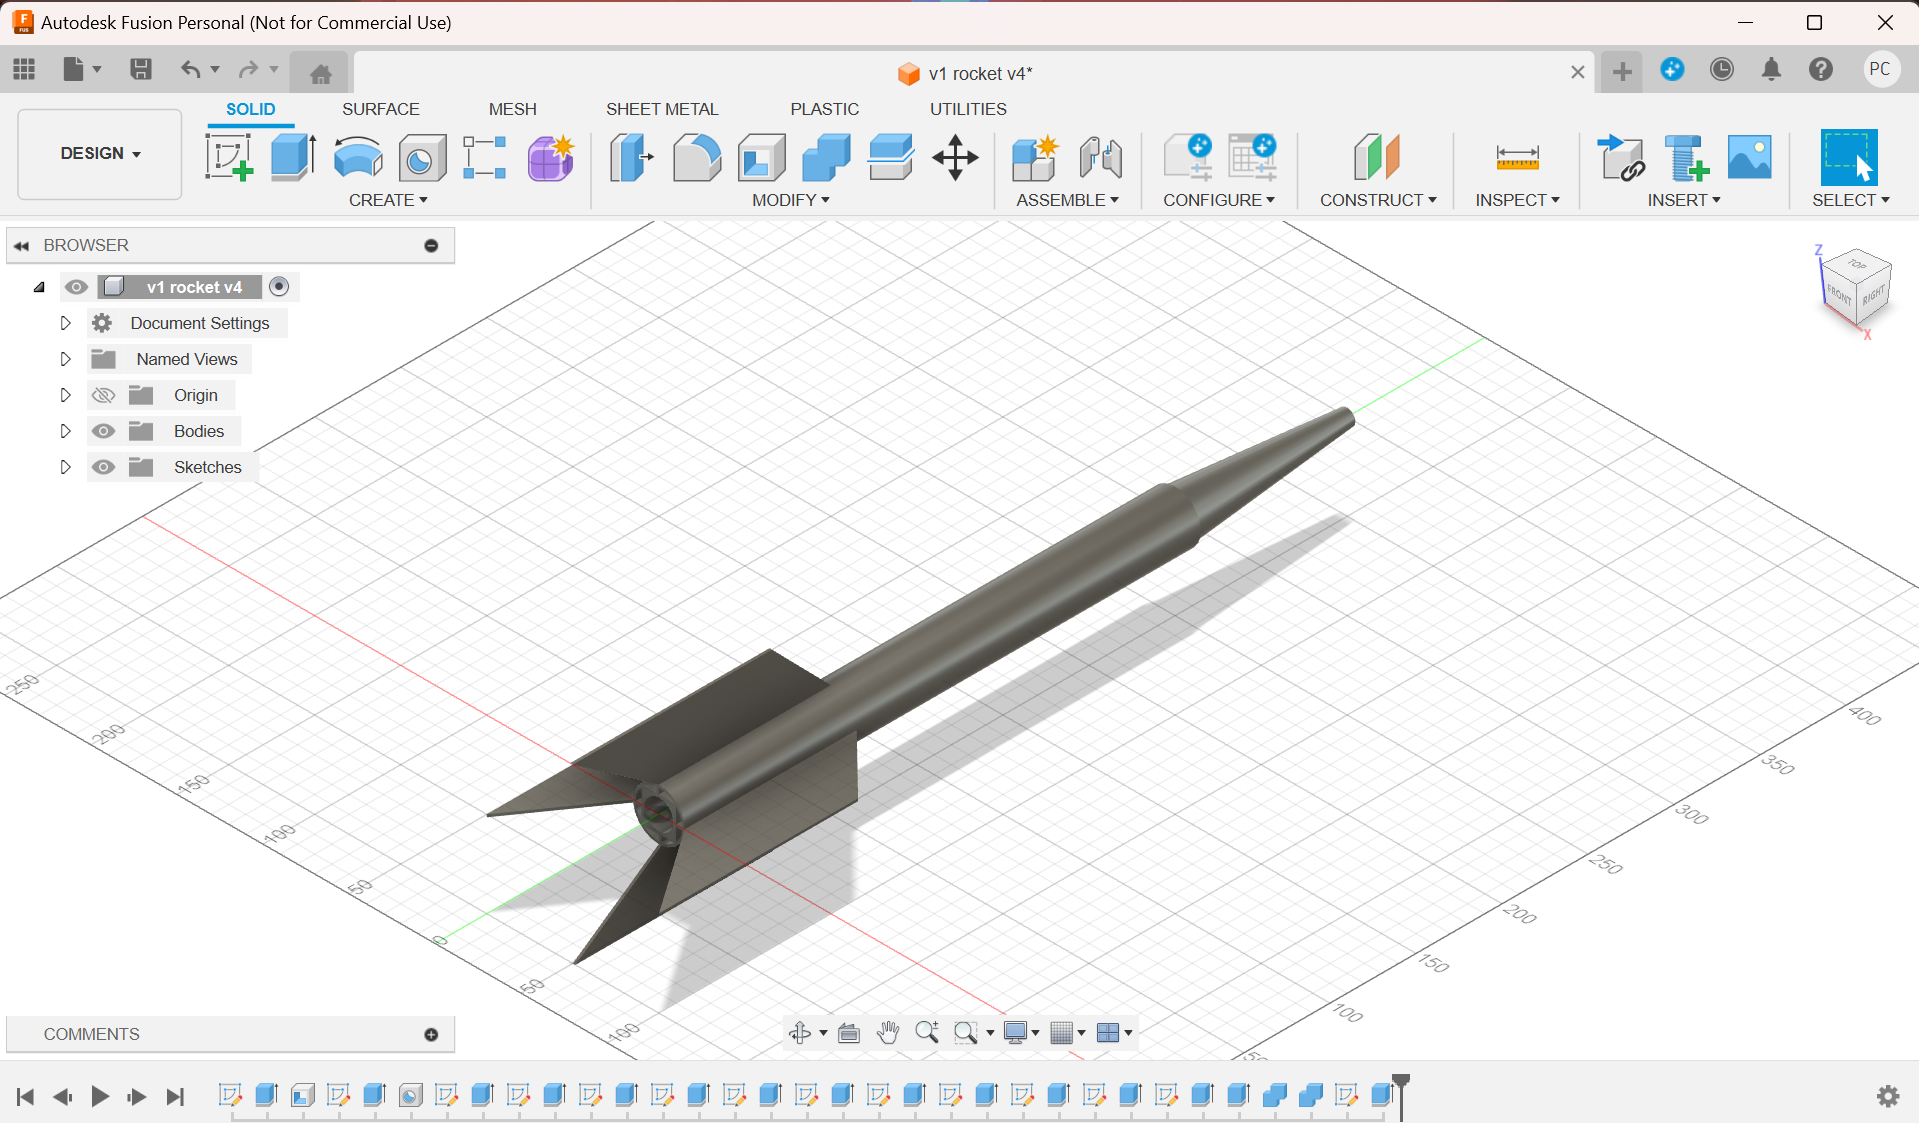 Autodesk Fusion Personal (Not for Commercial Use)
v1 rocket v4*
PC
DESIGN
SOLID
SURFACE
MESH
SHEET METAL
PLASTIC
UTILITIES
CREATE
MODIFY
ASSEMBLE
CONFIGURE
CONSTRUCT
INSPECT
INSERT
SELECT
BROWSER
v1 rocket v4
Document Settings
Named Views
Origin
Bodies
Sketches
Z
TOP
FRONT
RIGHT
X
250
200
150
100
50
0
50
100
400
350
300
250
200
150
100
50
COMMENTS